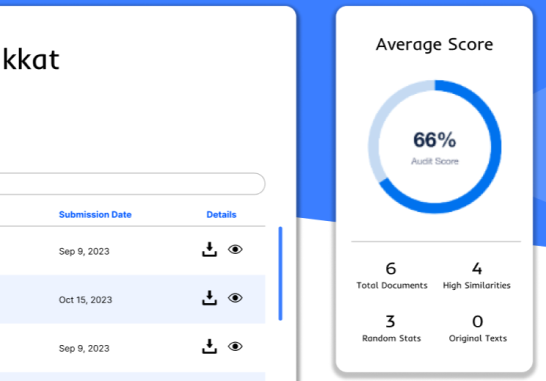 kkat
Submission Date Details
Sep 9, 2023
Oct 15, 2023
Sep 9, 2023
Average Score
66%
Audit Score
6 4
Total Documents High Similarities
3 0
Random Stats Original Texts